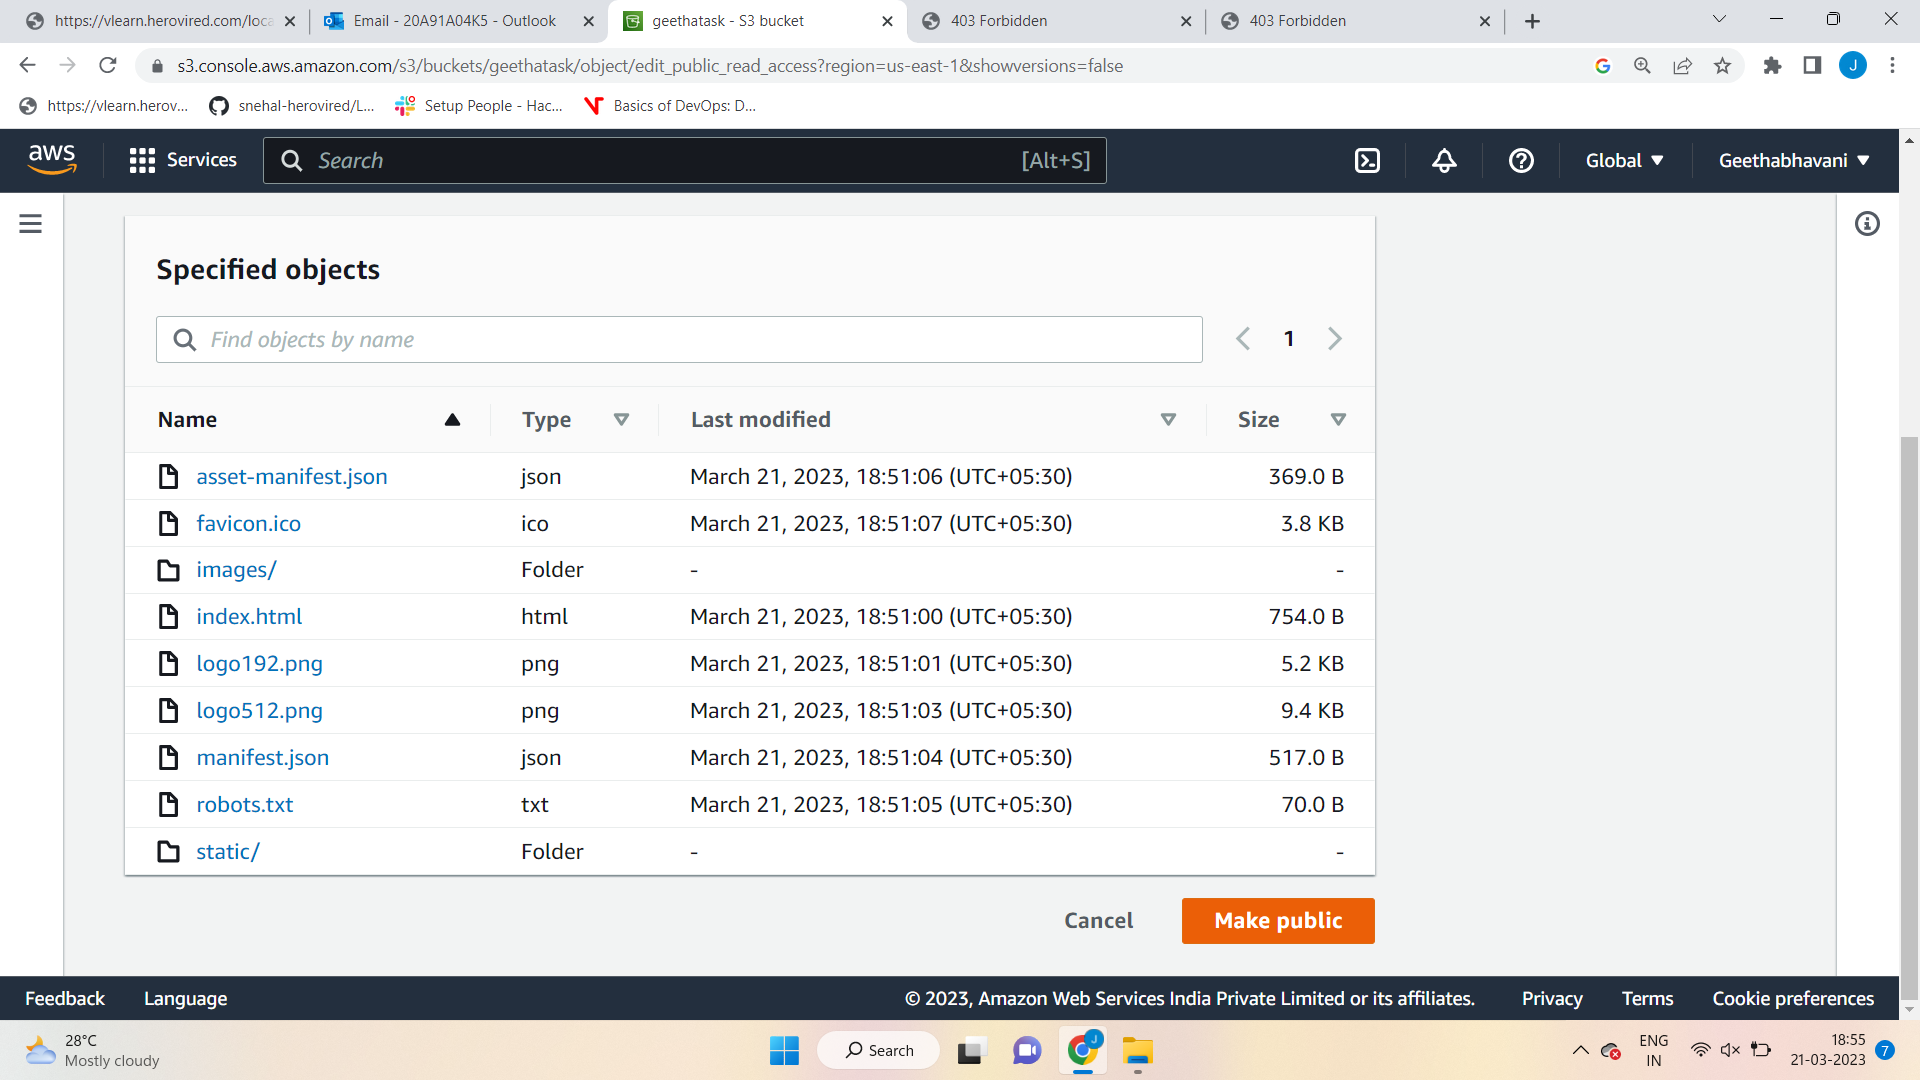 https://vlearn.herovired.com/loca
Email - 20A91A04K5 - Outlook
geethatask - S3 bucket
403 Forbidden
403 Forbidden
s3.console.aws.amazon.com/s3/buckets/geethatask/object/edit_public_read_access?region=us-east-1&showversions=false
J
https://vlearn.herov...
snehal-herovired/L...
Setup People - Hac...
Basics of DevOps: D...
aws
Services
Search
[Alt+S]
Global
Geethabhavani
Specified objects
Find objects by name
1
Name Type Last modified Size
asset-manifest.json json March 21, 2023, 18:51:06 (UTC+05:30) 369.0 B
favicon.ico ico March 21, 2023, 18:51:07 (UTC+05:30) 3.8 KB
images/ Folder - -
index.html html March 21, 2023, 18:51:00 (UTC+05:30) 754.0 B
logo192.png png March 21, 2023, 18:51:01 (UTC+05:30) 5.2 KB
logo512.png png March 21, 2023, 18:51:03 (UTC+05:30) 9.4 KB
manifest.json json March 21, 2023, 18:51:04 (UTC+05:30) 517.0 B
robots.txt txt March 21, 2023, 18:51:05 (UTC+05:30) 70.0 B
static/ Folder - -
Cancel
Make public
Feedback
Language
© 2023, Amazon Web Services India Private Limited or its affiliates.
Privacy
Terms
Cookie preferences
28°C
Mostly cloudy
Search
J
ENG
IN
18:55
21-03-2023
7